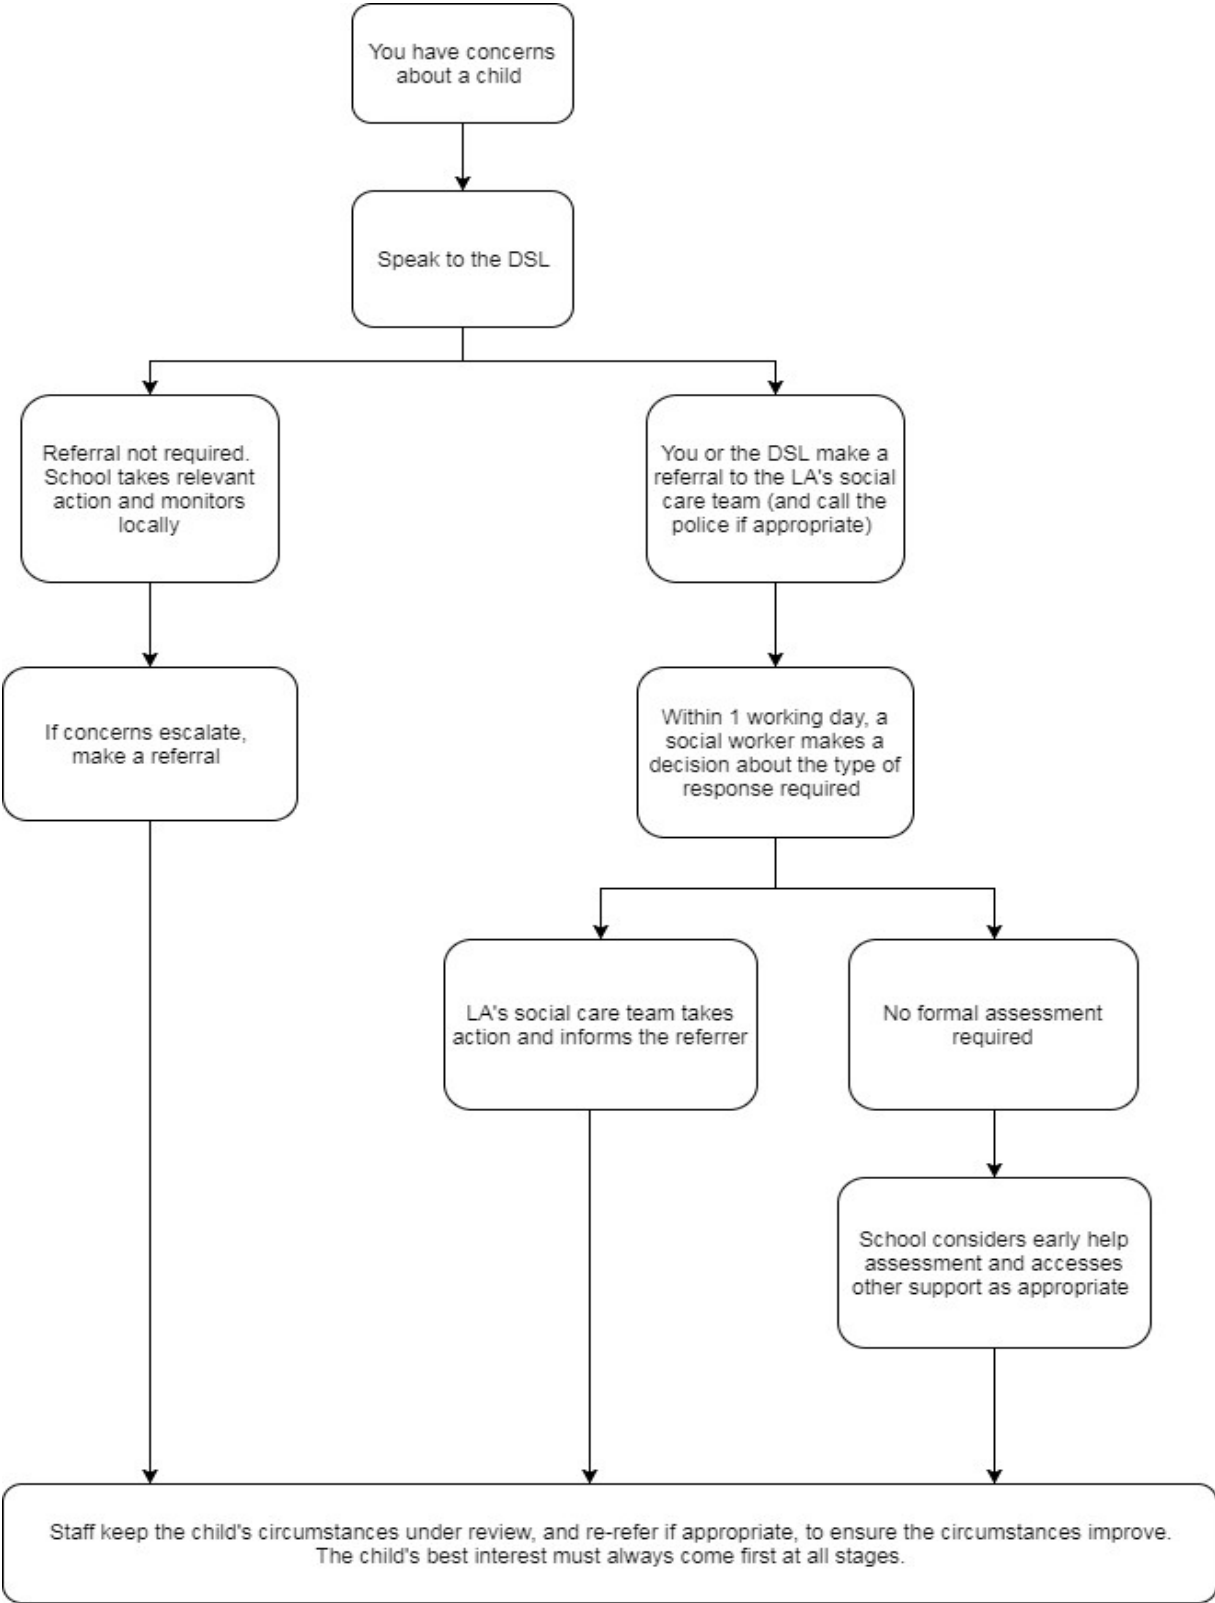 You have concerns
about a child
Speak to the DSL
Referral not required.
School takes relevant
action and monitors
locally
You or the DSL make a
referral to the LA's social
care team (and call the
police if appropriate)
If concerns escalate,
make a referral
Within 1 working day, a
social worker makes a
decision about the type of
response required
LA's social care team takes
action and informs the referrer
No formal assessment
required
School considers early help
assessment and accesses
other support as appropriate
Staff keep the child's circumstances under review, and re-refer if appropriate, to ensure the circumstances improve.
The child's best interest must always come first at all stages.